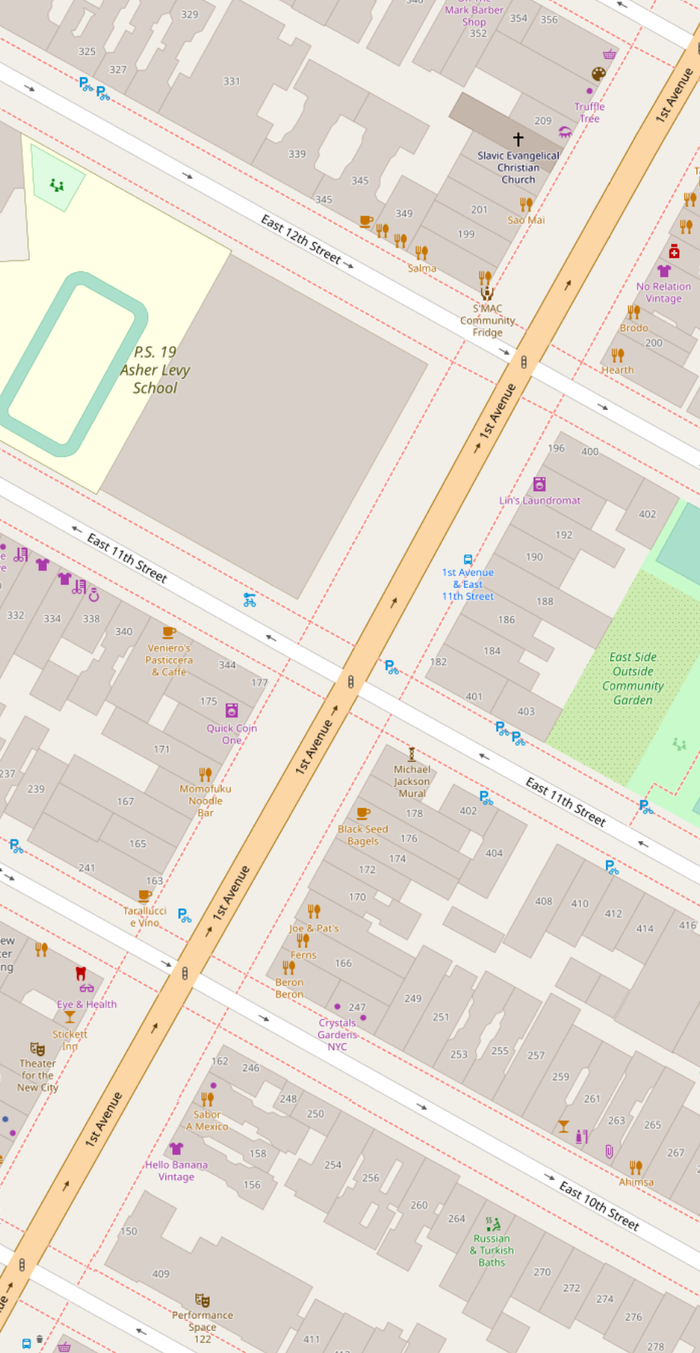 329
Mark Barber
Shop
352
354
356
325
327
331
1st Avenue
Truffle
Tree
209
Slavic Evangelical
Christian
Church
339
345
345
349
201
199
Sao Mai
Salma
East 12th Street
S'MAC
Community
Fridge
No Relation
Vintage
Brodo
200
Hearth
P.S. 19
Asher Levy
School
1st Avenue
196
400
Lin's Laundromat
402
192
190
1st Avenue
& East
11th Street
188
186
184
182
East 11th Street
332
334
338
340
Veniero's
Pasticceria
& Caffe
344
177
175
Quick Coin
One
171
East Side
Outside
Community
Garden
401
403
1st Avenue
237
239
Momofuku
Noodle
Bar
167
165
163
241
Michael
Jackson
Mural
178
402
176
404
Black Seed
Bagels
174
172
170
East 11th Street
408
410
412
414
416
Tarallucci
e Vino
1st Avenue
Joe & Pat's
Ferns
166
Beron
Beron
247
249
251
253
255
257
259
261
263
265
267
Crystals
Gardens
NYC
Eye & Health
Stickett
Inn
Theater
for the
New City
162
246
248
250
Sabor
A Mexico
158
156
254
256
260
264
Hello Banana
Vintage
1st Avenue
Ahimsa
East 10th Street
Russian
& Turkish
Baths
270
272
274
276
278
150
409
Performance
Space
122
411